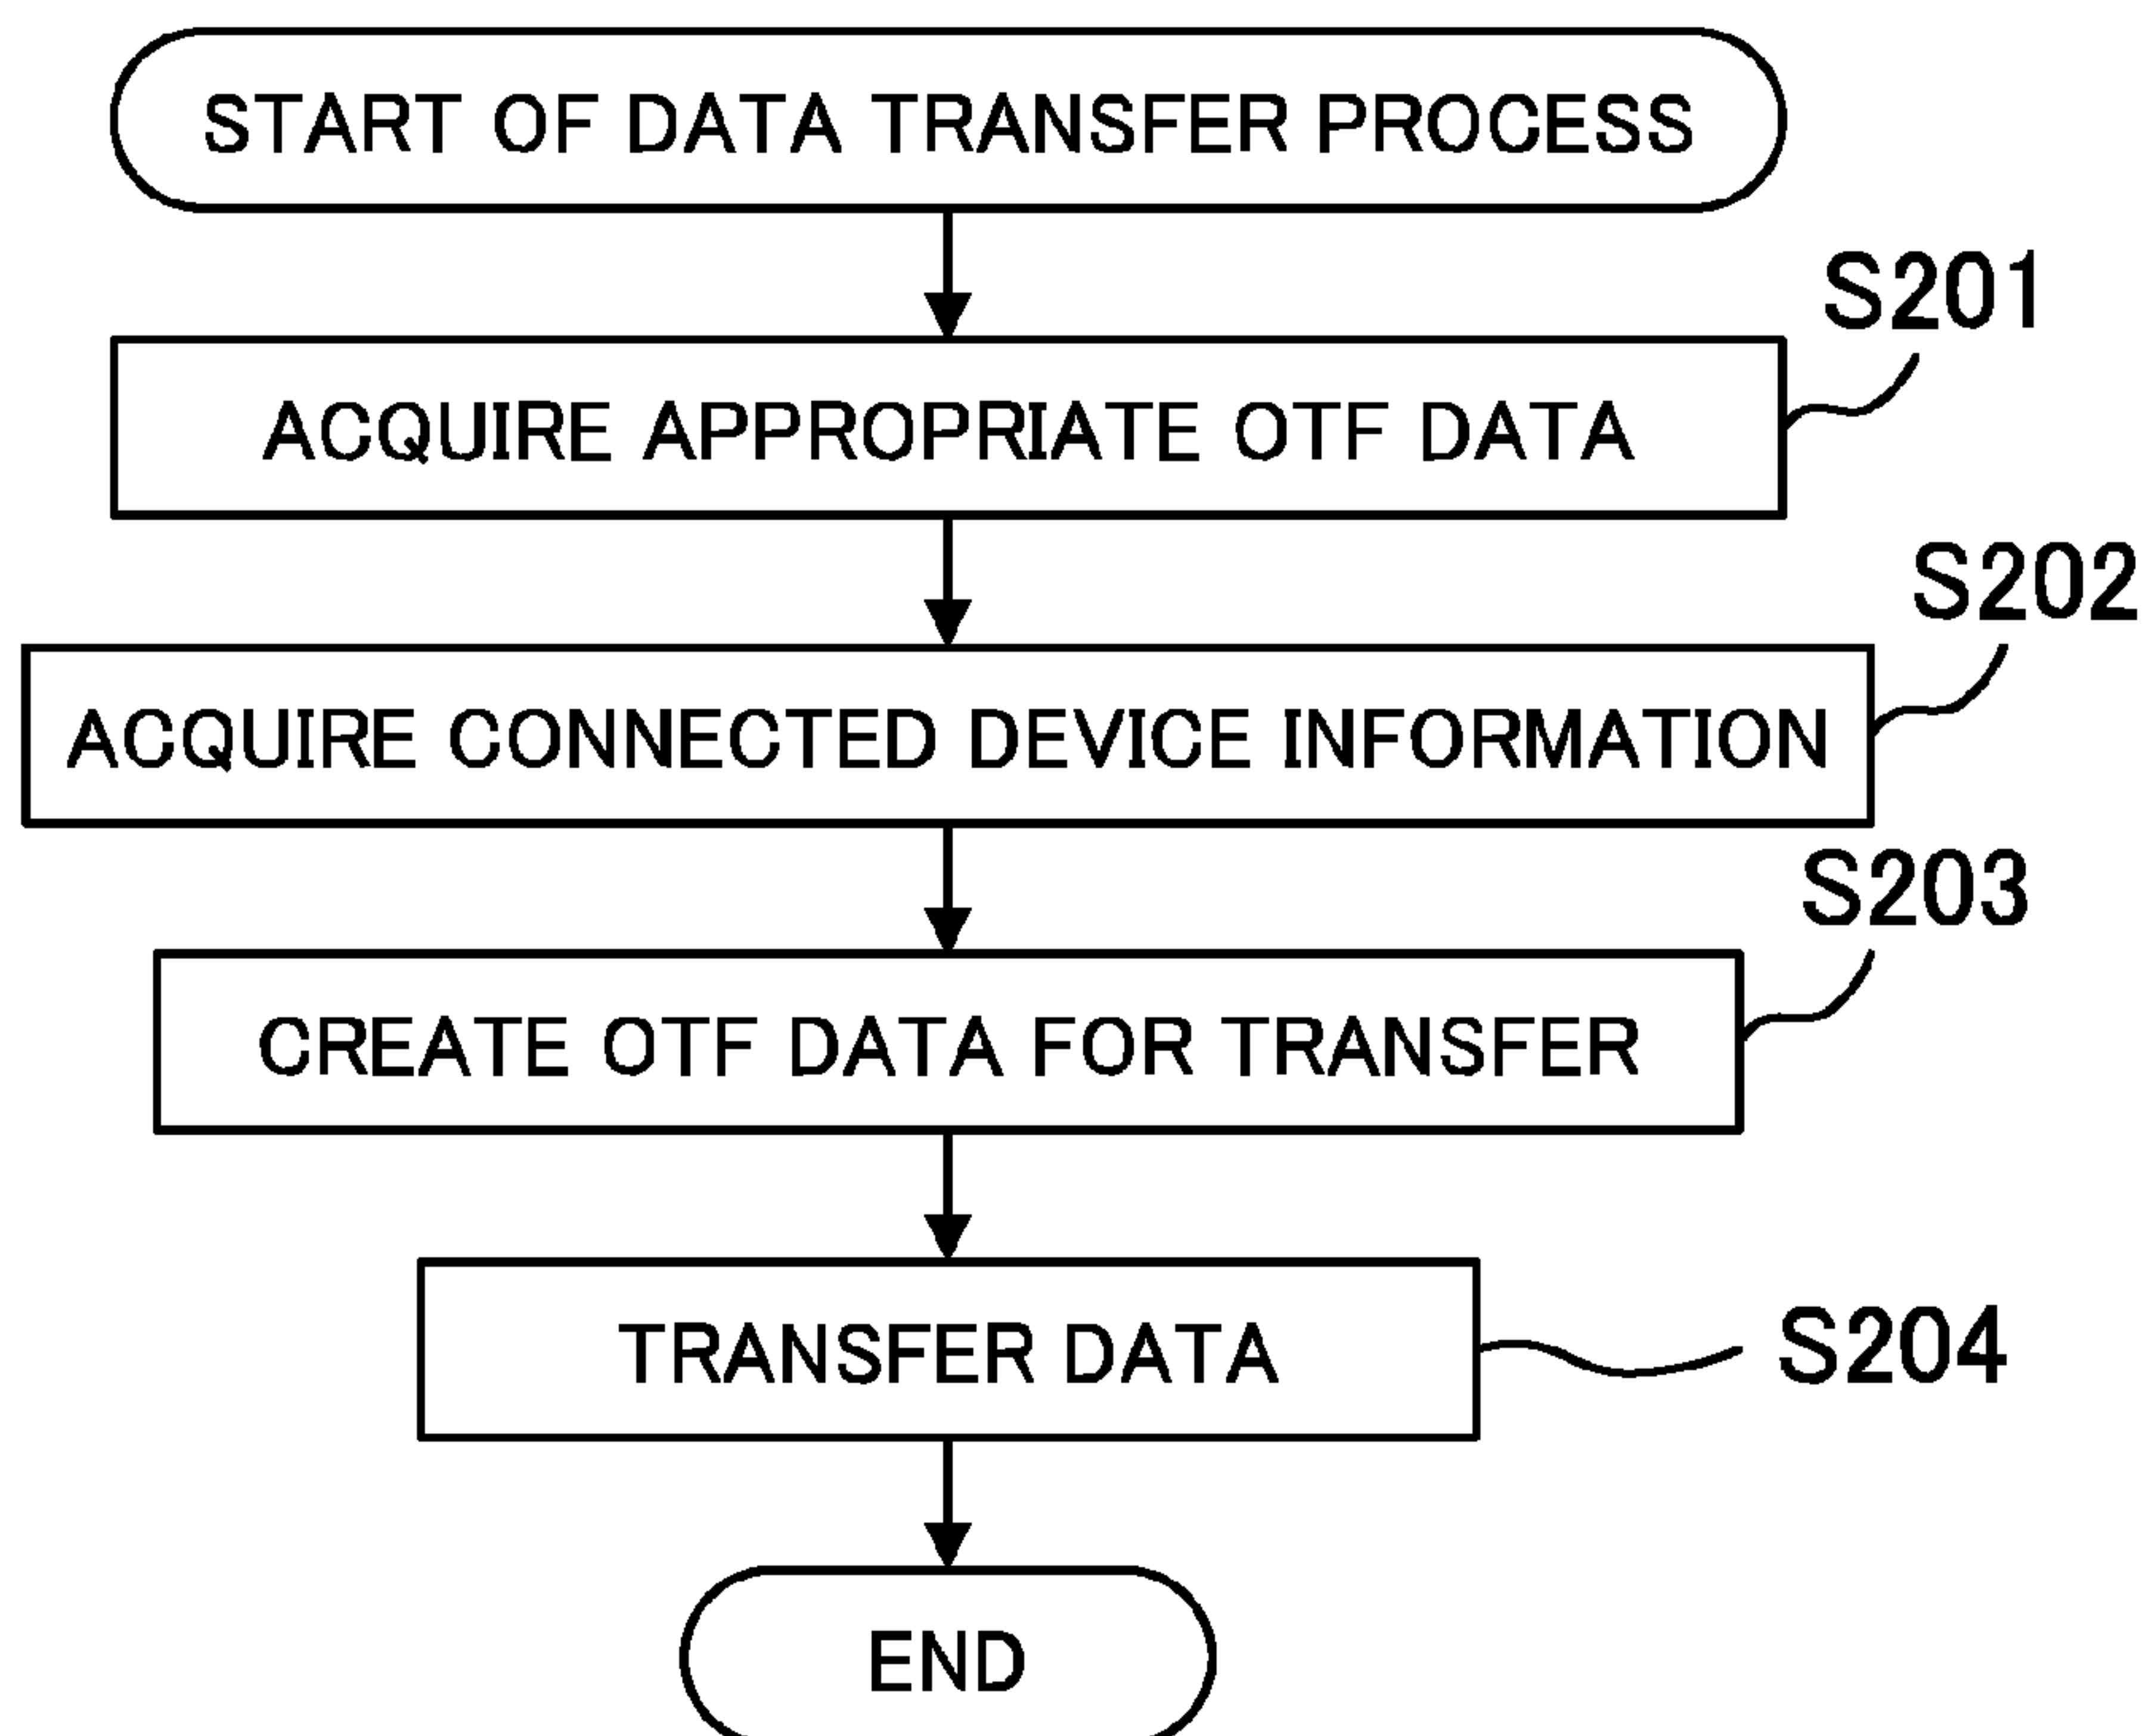 START OF DATA TRANSFER PROCESS
S201
ACQUIRE APPROPRIATE OTF DATA
S202
ACQUIRE CONNECTED DEVICE INFORMATION
S203
CREATE OTF DATA FOR TRANSFER
TRANSFER DATA
S204
END